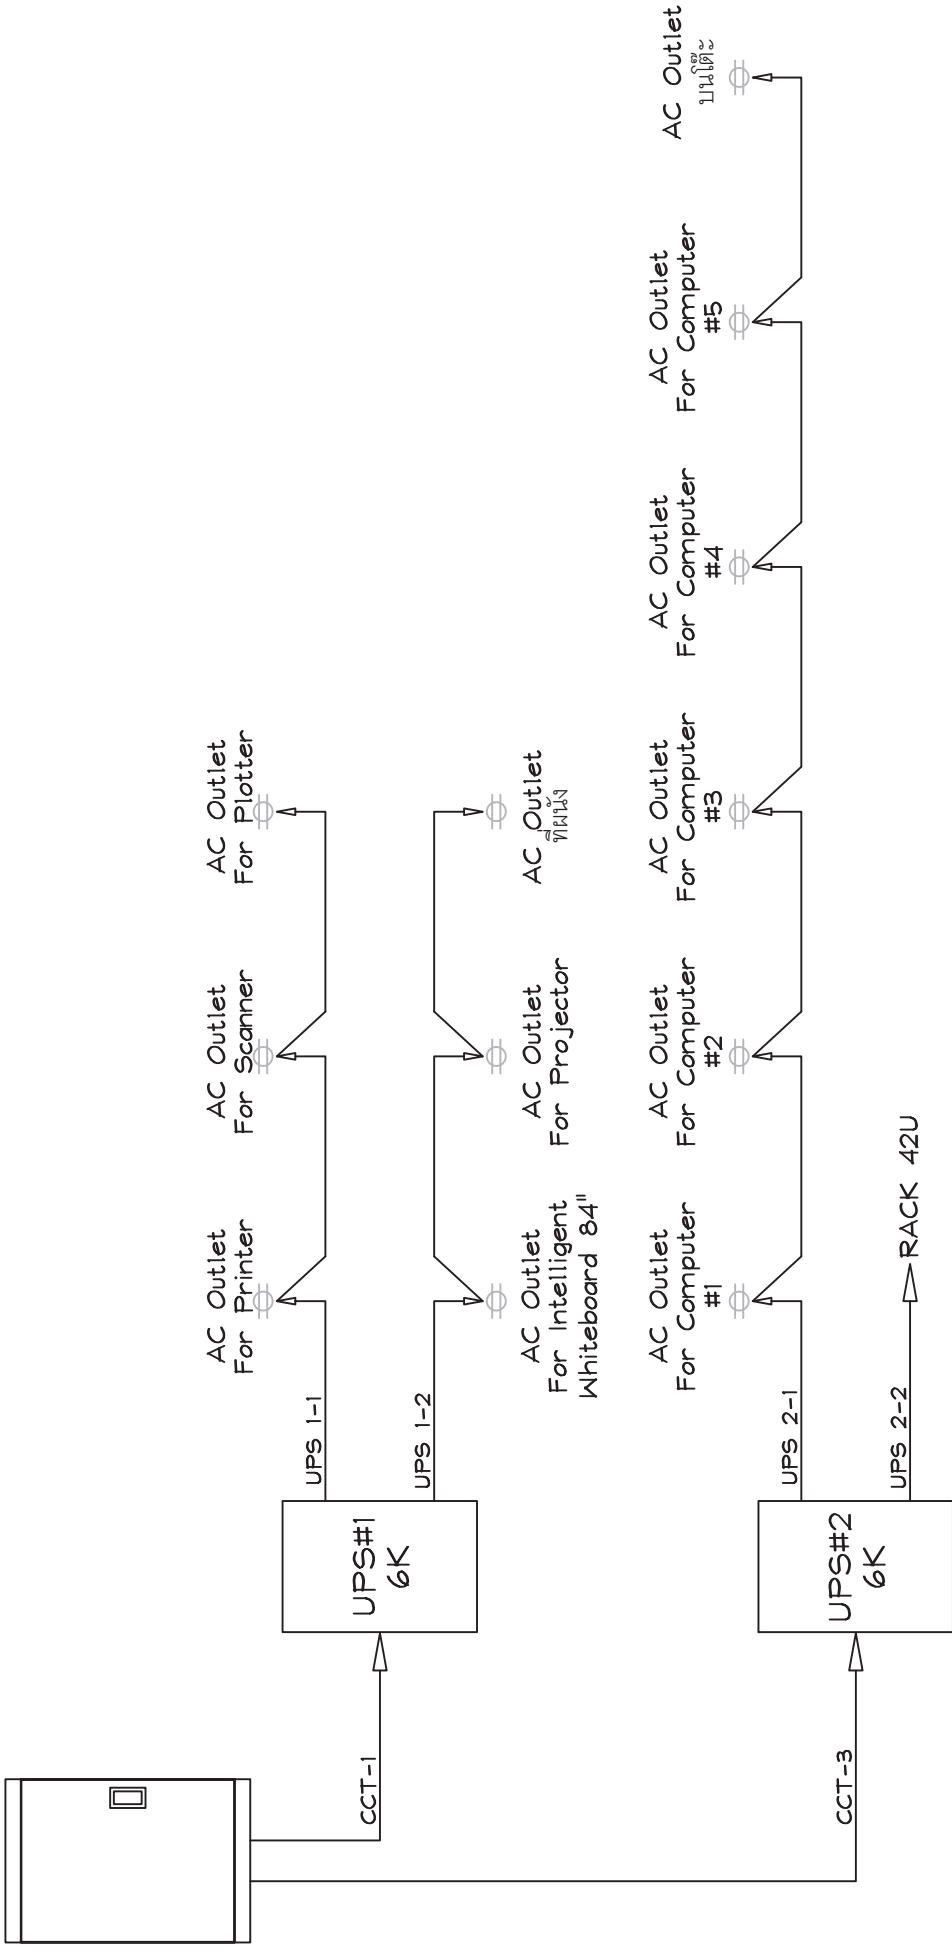 CCT-1
CCT-3
UPS#1
6K
UPS#2
6K
UPS 1-1
UPS 1-2
UPS 2-1
UPS 2-2
RACK 42U
AC Outlet
For Printer
AC Outlet
For Scanner
AC Outlet
For Plotter
AC Outlet
For Intelligent
Whiteboard 84"
AC Outlet
For Projector
AC Outlet
ที่ผนัง
AC Outlet
For Computer
#1
AC Outlet
For Computer
#2
AC Outlet
For Computer
#3
AC Outlet
For Computer
#4
AC Outlet
For Computer
#5
AC Outlet
บนโต๊ะ